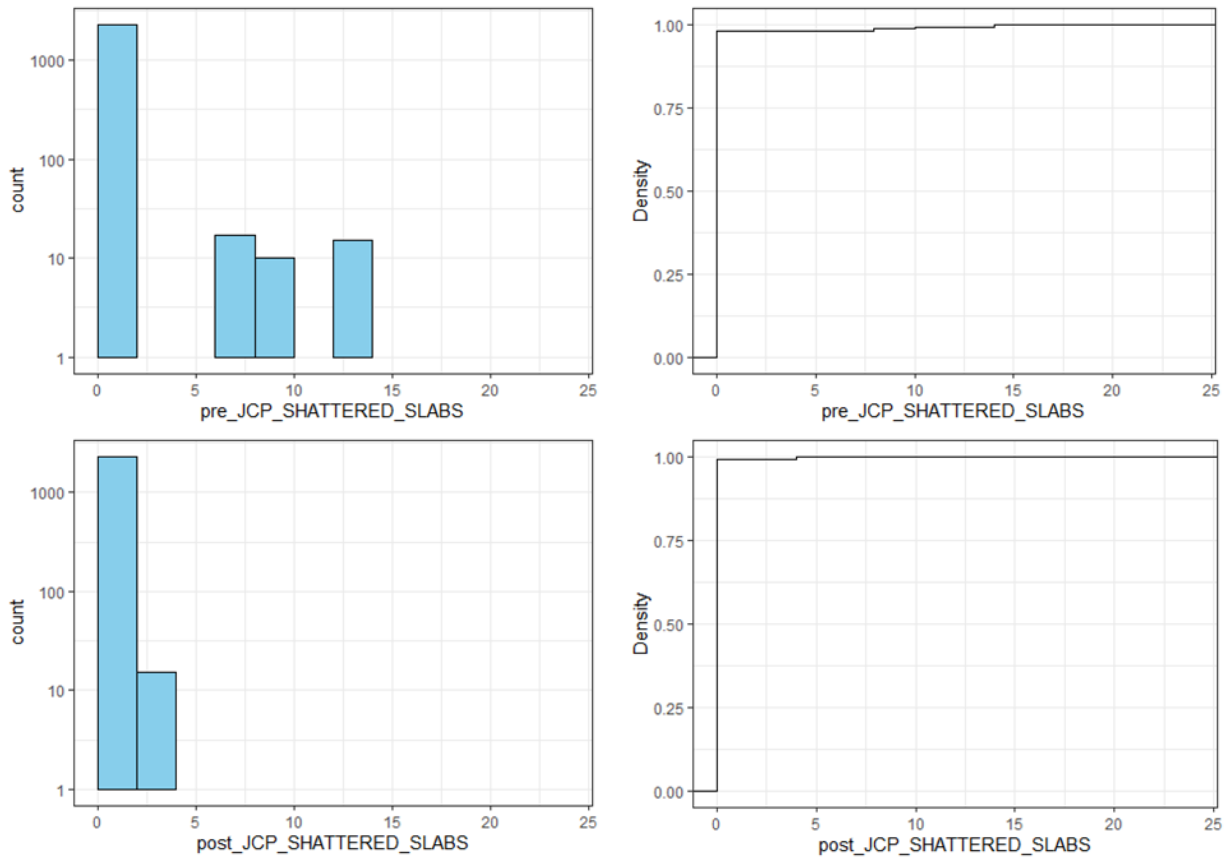 1000
100
10
1
count
0 5 10 15 20 25
pre_JCP_SHATTERED_SLABS
1.00
0.75
0.50
0.25
0.00
Density
0 5 10 15 20 25
pre_JCP_SHATTERED_SLABS
1000
100
10
1
count
0 5 10 15 20 25
post_JCP_SHATTERED_SLABS
1.00
0.75
0.50
0.25
0.00
Density
0 5 10 15 20 25
post_JCP_SHATTERED_SLABS